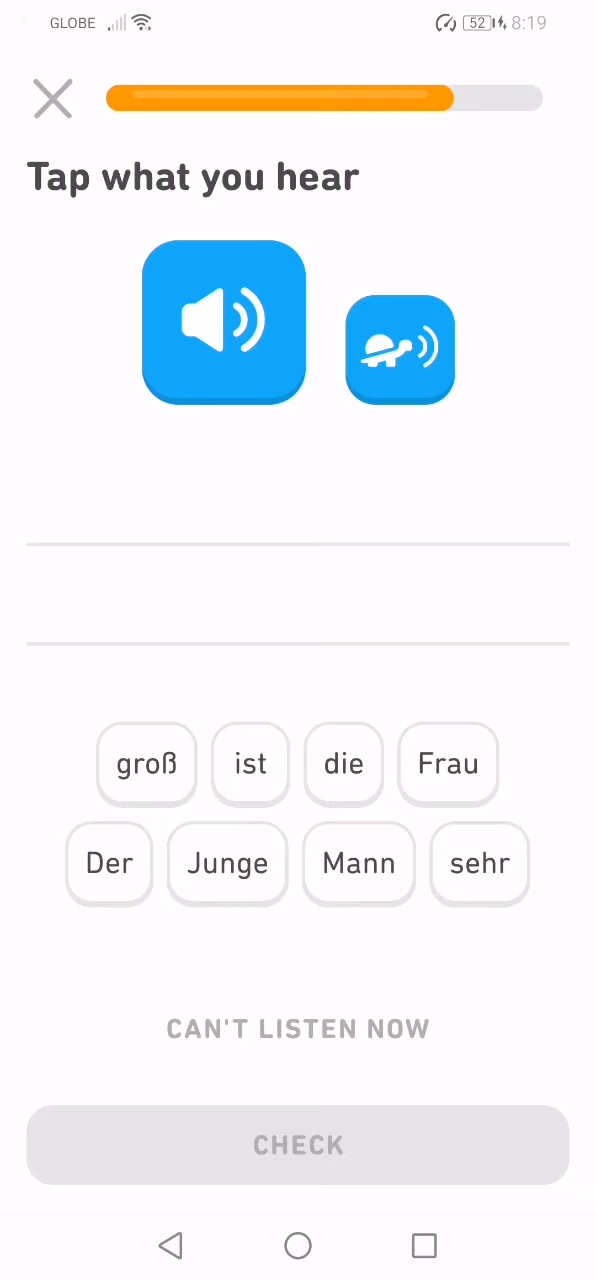 GLOBE 52 8:19
Tap what you hear
groß ist die Frau
Der Junge Mann sehr
CAN'T LISTEN NOW
CHECK